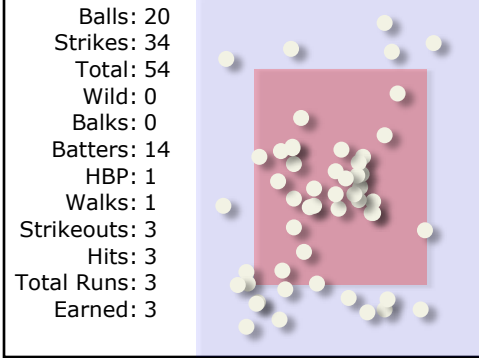 Balls: 20
Strikes: 34
Total: 54
Wild: 0
Balks: 0
Batters: 14
HBP: 1
Walks: 1
Strikeouts: 3
Hits: 3
Total Runs: 3
Earned: 3